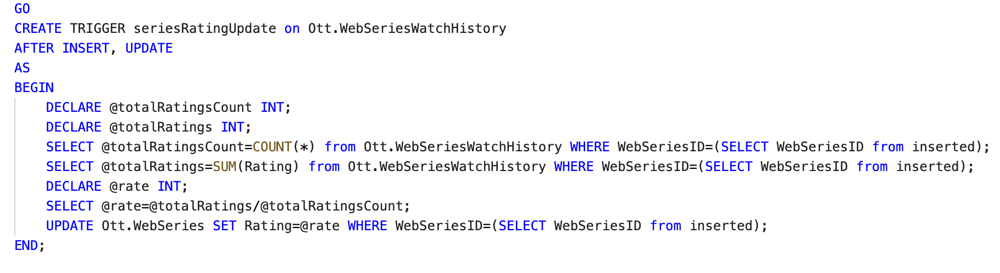 GO
CREATE TRIGGER seriesRatingUpdate on Ott.WebSeriesWatchHistory
AFTER INSERT, UPDATE
AS
BEGIN
    DECLARE @totalRatingsCount INT;
    DECLARE @totalRatings INT;
    SELECT @totalRatingsCount=COUNT(*) from Ott.WebSeriesWatchHistory WHERE WebSeriesID=(SELECT WebSeriesID from inserted);
    SELECT @totalRatings=SUM(Rating) from Ott.WebSeriesWatchHistory WHERE WebSeriesID=(SELECT WebSeriesID from inserted);
    DECLARE @rate INT;
    SELECT @rate=@totalRatings/@totalRatingsCount;
    UPDATE Ott.WebSeries SET Rating=@rate WHERE WebSeriesID=(SELECT WebSeriesID from inserted);
END;